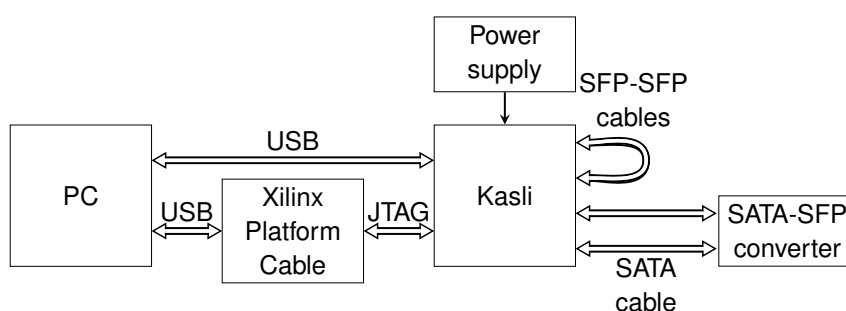 Power
supply
SFP-SFP
cables
USB
PC
Kasli
USB
Xilinx
Platform
Cable
JTAG
SATA-SFP
converter
SATA
cable